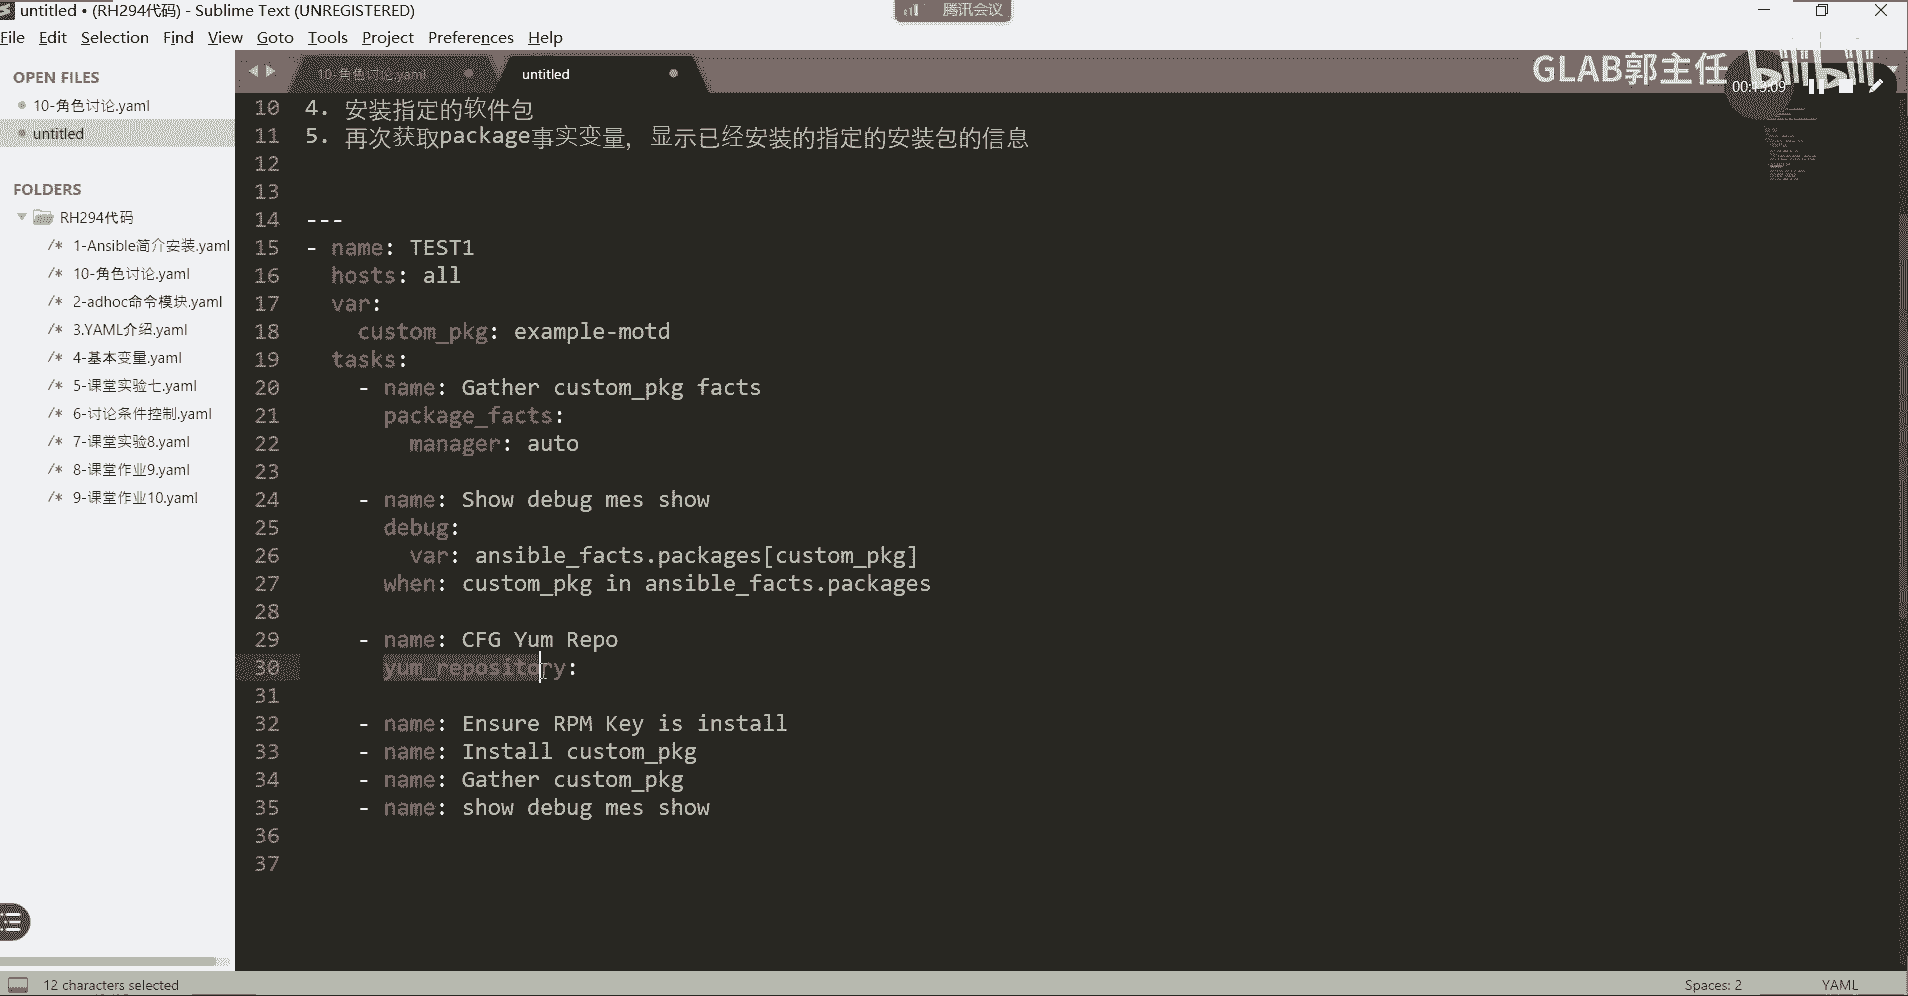 untitled • (RH294代码) - Sublime Text (UNREGISTERED)
腾讯会议
File Edit Selection Find View Goto Tools Project Preferences Help
GLAB郭主任 bilibili
OPEN FILES
10-角色讨论.yaml
untitled
FOLDERS
RH294代码
/* 1-Ansible简介安装.yaml
/* 10-角色讨论.yaml
/* 2-adhoc命令模块.yaml
/* 3.YAML介绍.yaml
/* 4-基本变量.yaml
/* 5-课堂实验七.yaml
/* 6-讨论条件控制.yaml
/* 7-课堂实验8.yaml
/* 8-课堂作业9.yaml
/* 9-课堂作业10.yaml
10-角色讨论.yaml
untitled
10 4. 安装指定的软件包
11 5. 再次获取package事实变量, 显示已经安装的指定的安装包的信息
12
13
14 ---
15 - name: TEST1
16 hosts: all
17 var:
18 custom_pkg: example-motd
19 tasks:
20 - name: Gather custom_pkg facts
21 package_facts:
22 manager: auto
23
24 - name: Show debug mes show
25 debug:
26 var: ansible_facts.packages[custom_pkg]
27 when: custom_pkg in ansible_facts.packages
28
29 - name: CFG Yum Repo
30 yum_repository:
31
32 - name: Ensure RPM Key is install
33 - name: Install custom_pkg
34 - name: Gather custom_pkg
35 - name: show debug mes show
36
37
12 characters selected
Spaces: 2
YAML